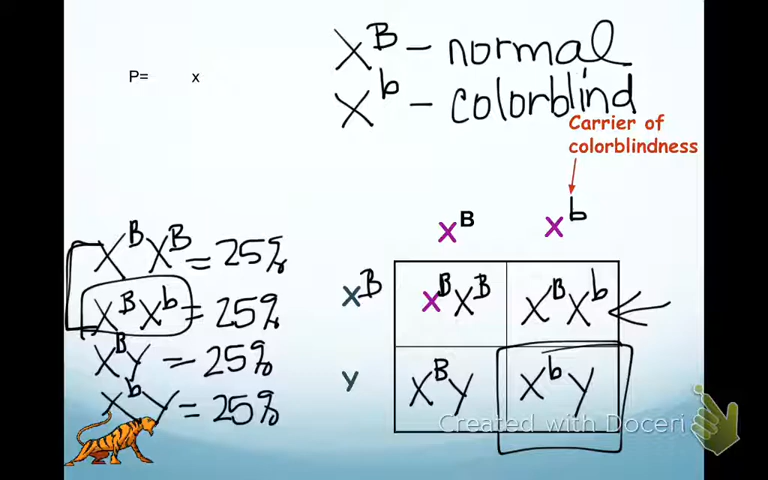 X^B – normal
P= x
X^b – colorblind
Carrier of
colorblindness
X^B X^b
X^B X^B = 25%
X^B X^b = 25%
X^B Y = 25%
X^b Y = 25%
X^B X^B X^B X^B X^b
Y X^B Y X^b Y
Created with Doceri